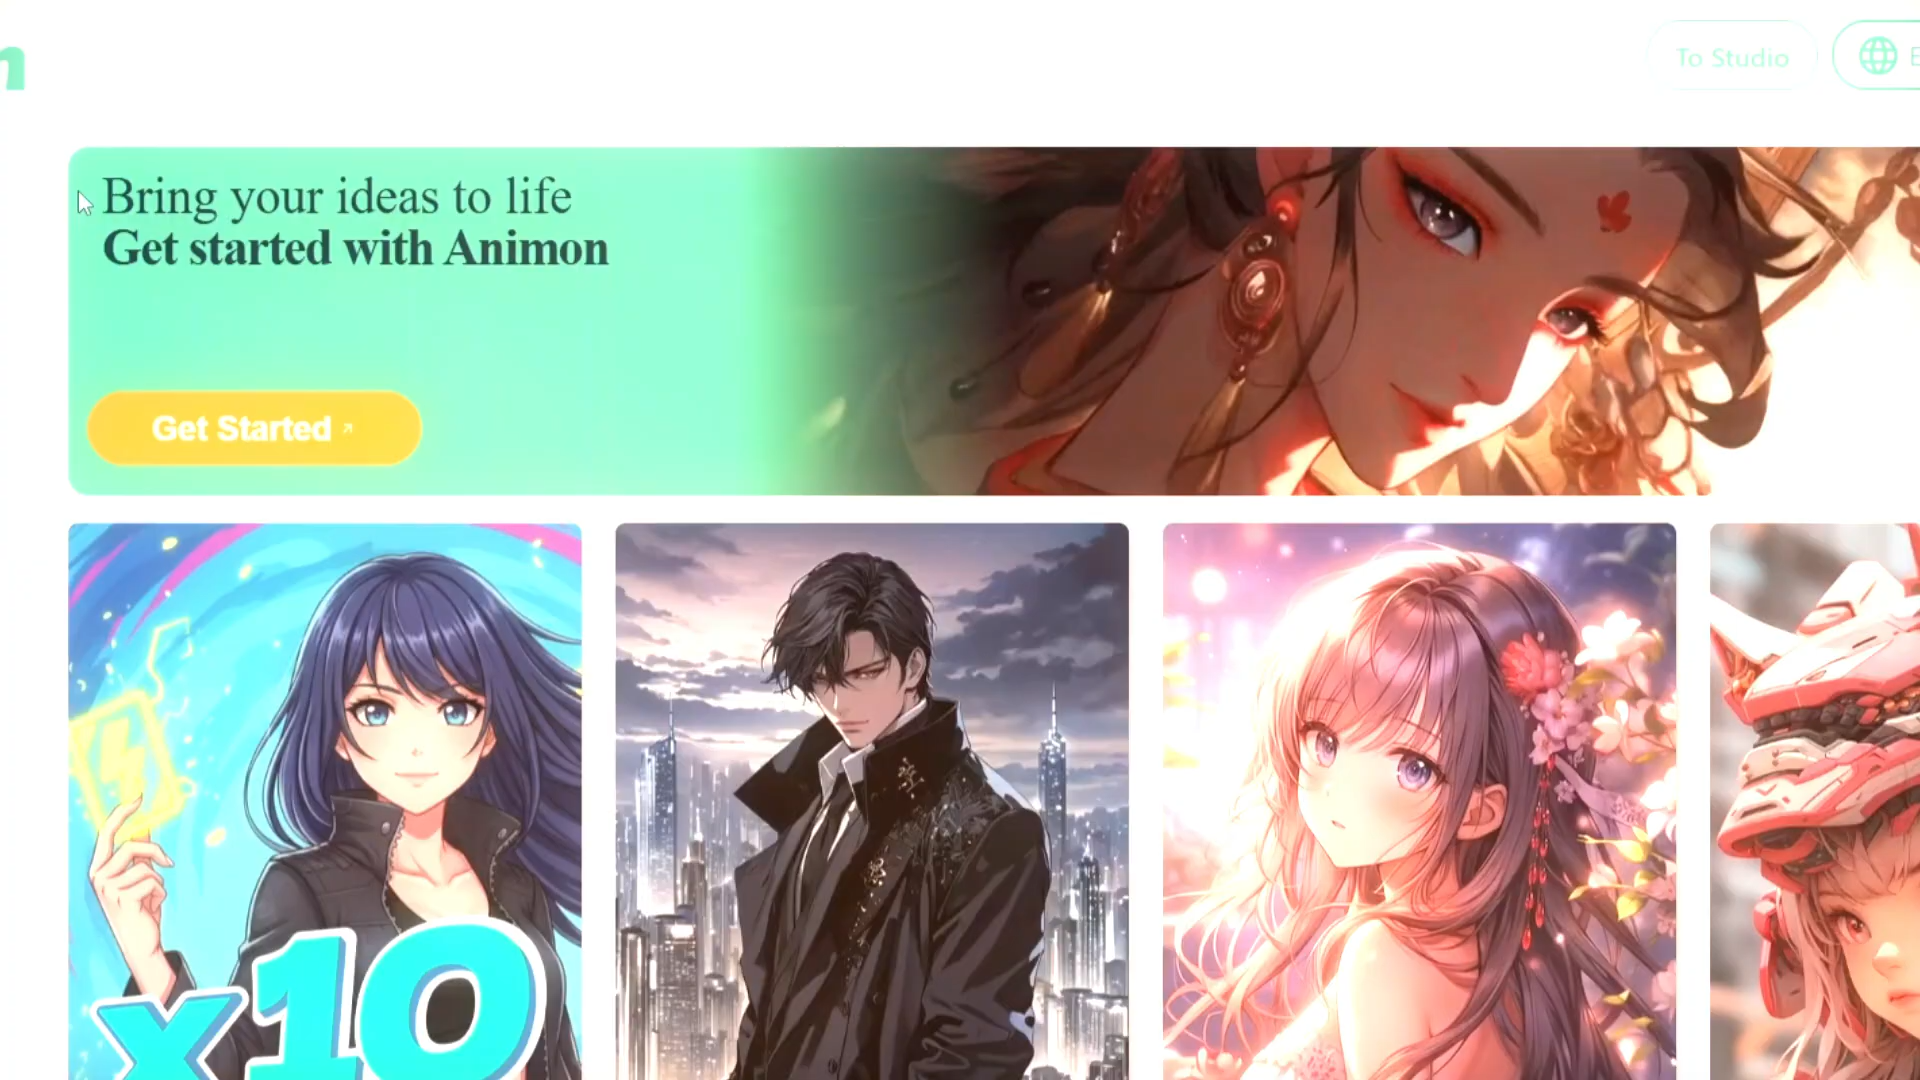 n
To Studio
E
Bring your ideas to life
Get started with Animon
Get Started
x10